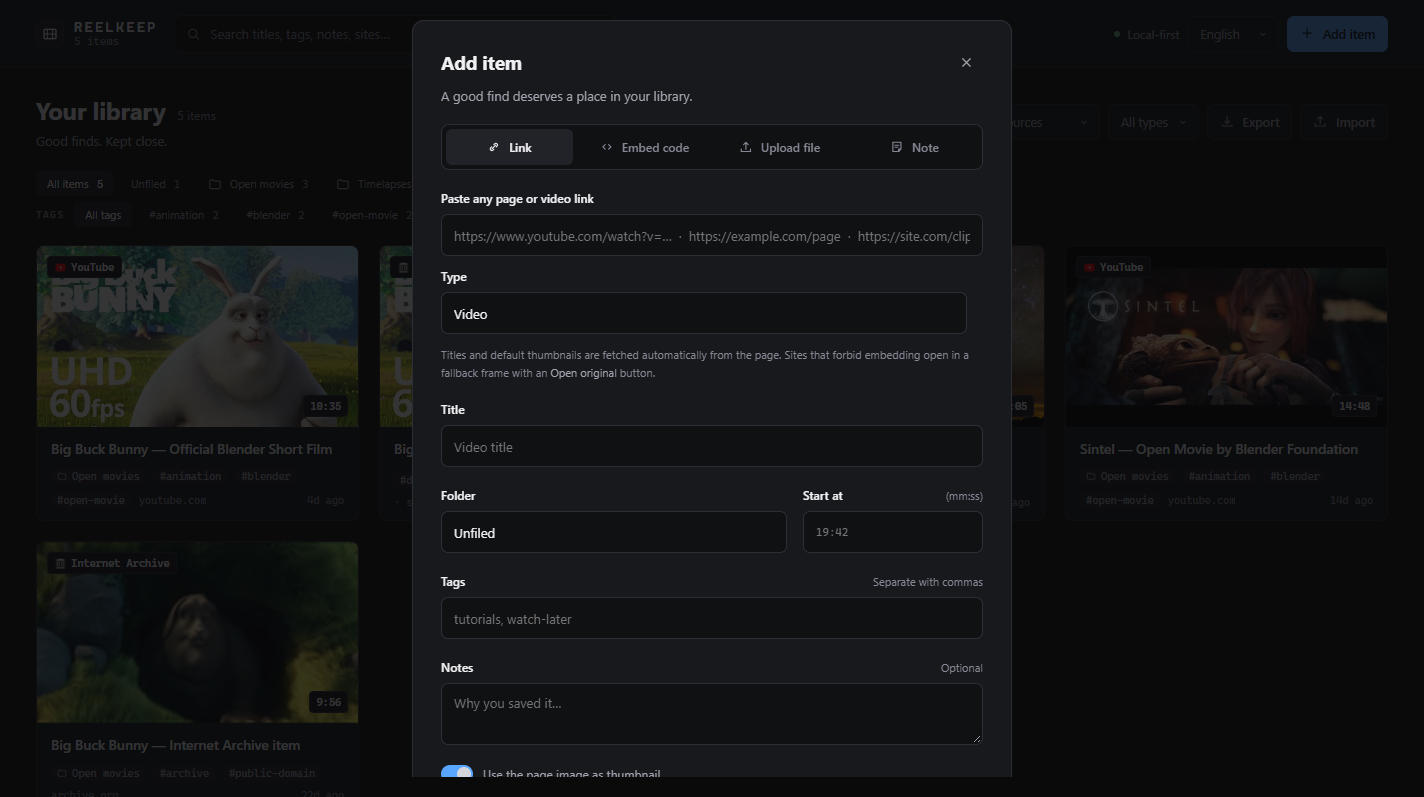 REELKEEP
5 items
Search titles, tags, notes, sites...
Local-first
English
Add item
Your library 5 items
Good finds. Kept close.
All types
Export
Import
All items 5
Unfiled 1
Open movies 3
Timelapses
TAGS
All tags
#animation 2
#blender 2
#open-movie 2
YouTube
BIG BUCK
BUNNY
UHD
60fps
10:35
Big Buck Bunny — Official Blender Short Film
Open movies #animation #blender
#open-movie youtube.com 4d ago
YouTube
SINTEL
14:48
Sintel — Open Movie by Blender Foundation
Open movies #animation #blender
#open-movie youtube.com 14d ago
Internet Archive
9:56
Big Buck Bunny — Internet Archive item
Open movies #archive #public-domain
archive.org 22d ago
Add item
A good find deserves a place in your library.
Link
Embed code
Upload file
Note
Paste any page or video link
https://www.youtube.com/watch?v=... · https://example.com/page · https://site.com/clip
Type
Video
Titles and default thumbnails are fetched automatically from the page. Sites that forbid embedding open in a
fallback frame with an Open original button.
Title
Video title
Folder
Unfiled
Start at (mm:ss)
19:42
Tags Separate with commas
tutorials, watch-later
Notes Optional
Why you saved it...
Use the page image as thumbnail